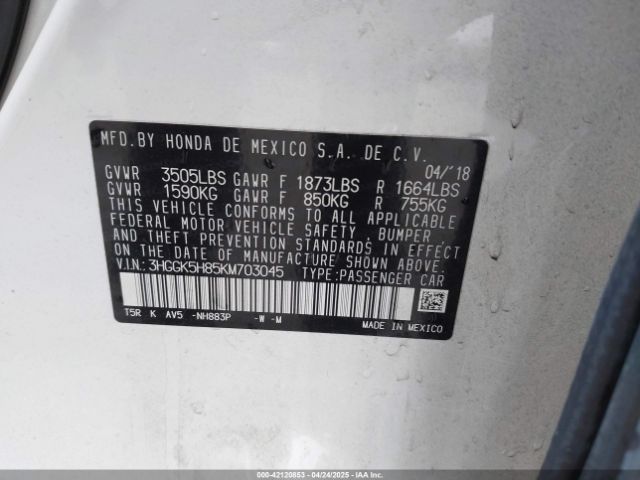 MFD.BY HONDA DE MEXICO S.A. DE C.V.
04/'18
GVWR 3505LBS GAWR F 1873LBS R 1664LBS
GVWR 1590KG GAWR F 850KG R 755KG
THIS VEHICLE CONFORMS TO ALL APPLICABLE
FEDERAL MOTOR VEHICLE SAFETY, BUMPER,
AND THEFT PREVENTION STANDARDS IN EFFECT
ON THE DATE OF MANUFACTURE SHOWN ABOVE.
V.I.N: 3HGGK5H85KM703045 TYPE:PASSENGER CAR
T5R K AV5 -NH883P -W -M
MADE IN MEXICO
000-42120853 - 04/24/2025 - COPYRIGHT IAA, LLC.